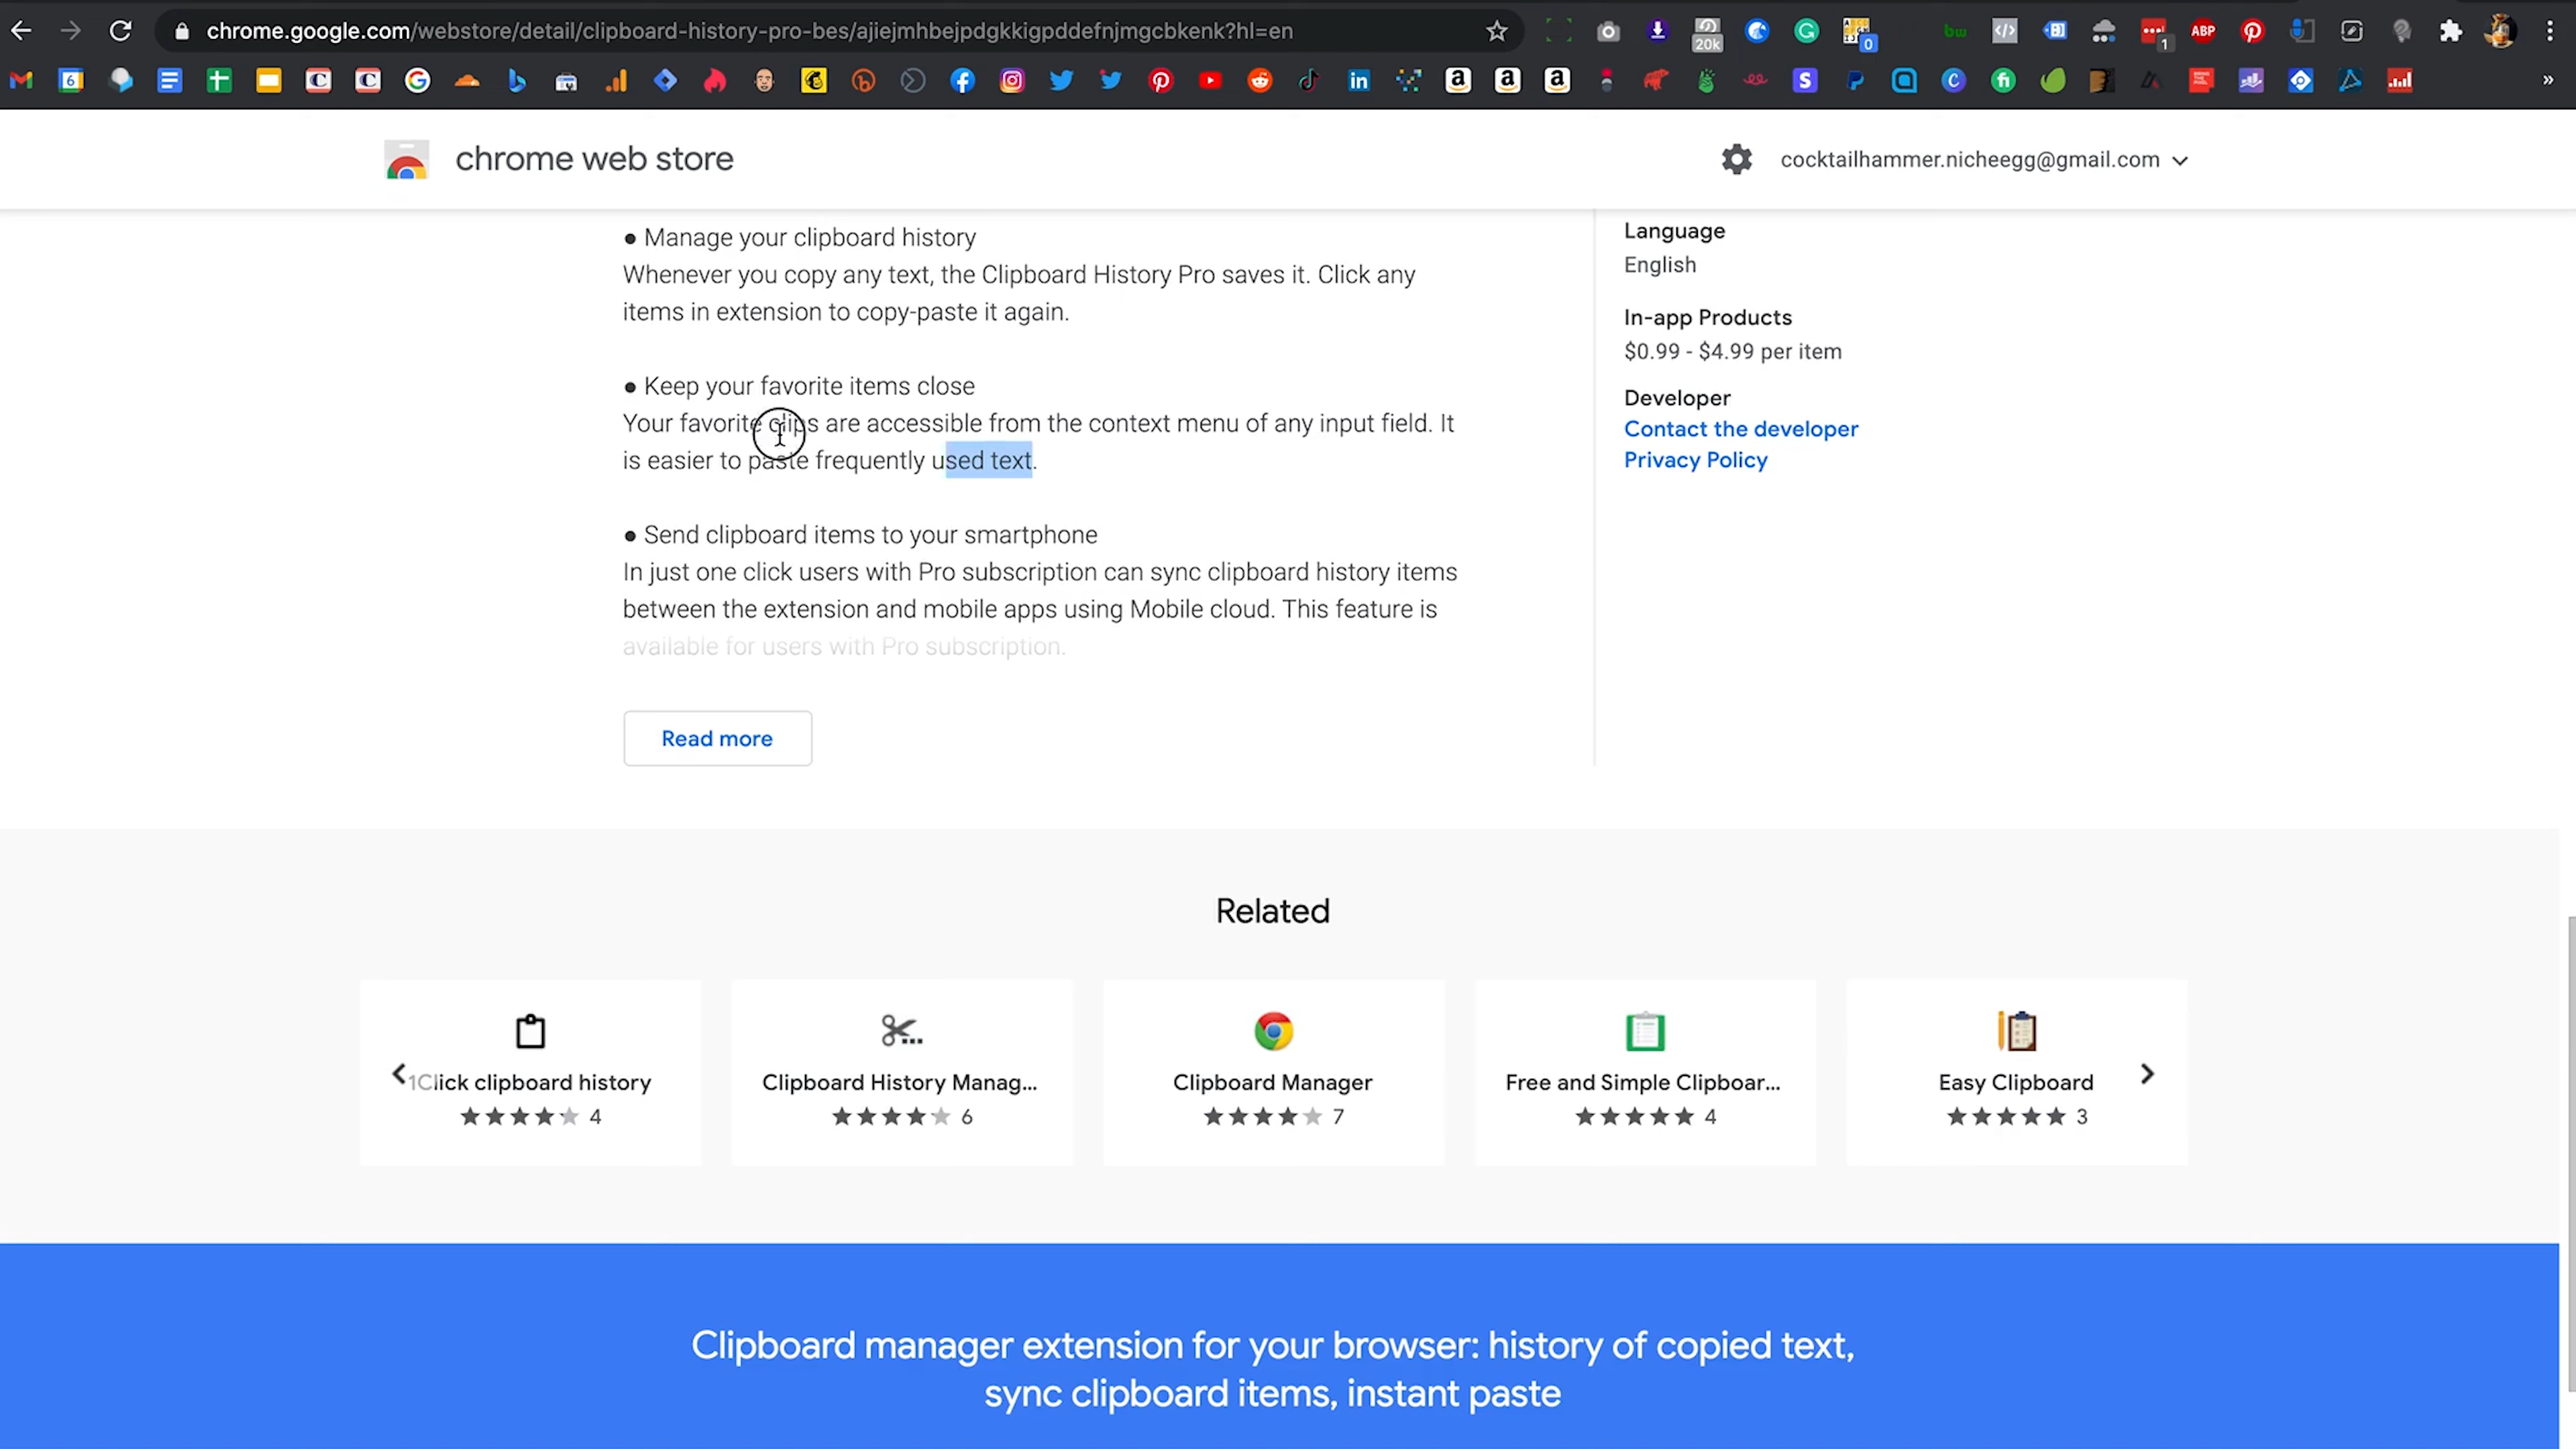 chrome.google.com/webstore/detail/clipboard-history-pro-bes/ajiejmhbejpdgkkigpddefnjmgcbkenk?hl=en
20k
0
bw
1
ABP
6
chrome web store
cocktailhammer.nicheegg@gmail.com
● Manage your clipboard history
Whenever you copy any text, the Clipboard History Pro saves it. Click any
items in extension to copy-paste it again.
● Keep your favorite items close
Your favorite clips are accessible from the context menu of any input field. It
is easier to paste frequently used text.
● Send clipboard items to your smartphone
In just one click users with Pro subscription can sync clipboard history items
between the extension and mobile apps using Mobile cloud. This feature is
available for users with Pro subscription.
Read more
Language
English
In-app Products
$0.99 - $4.99 per item
Developer
Contact the developer
Privacy Policy
Related
1Click clipboard history
4
Clipboard History Manag...
6
Clipboard Manager
7
Free and Simple Clipboar...
4
Easy Clipboard
3
Clipboard manager extension for your browser: history of copied text,
sync clipboard items, instant paste